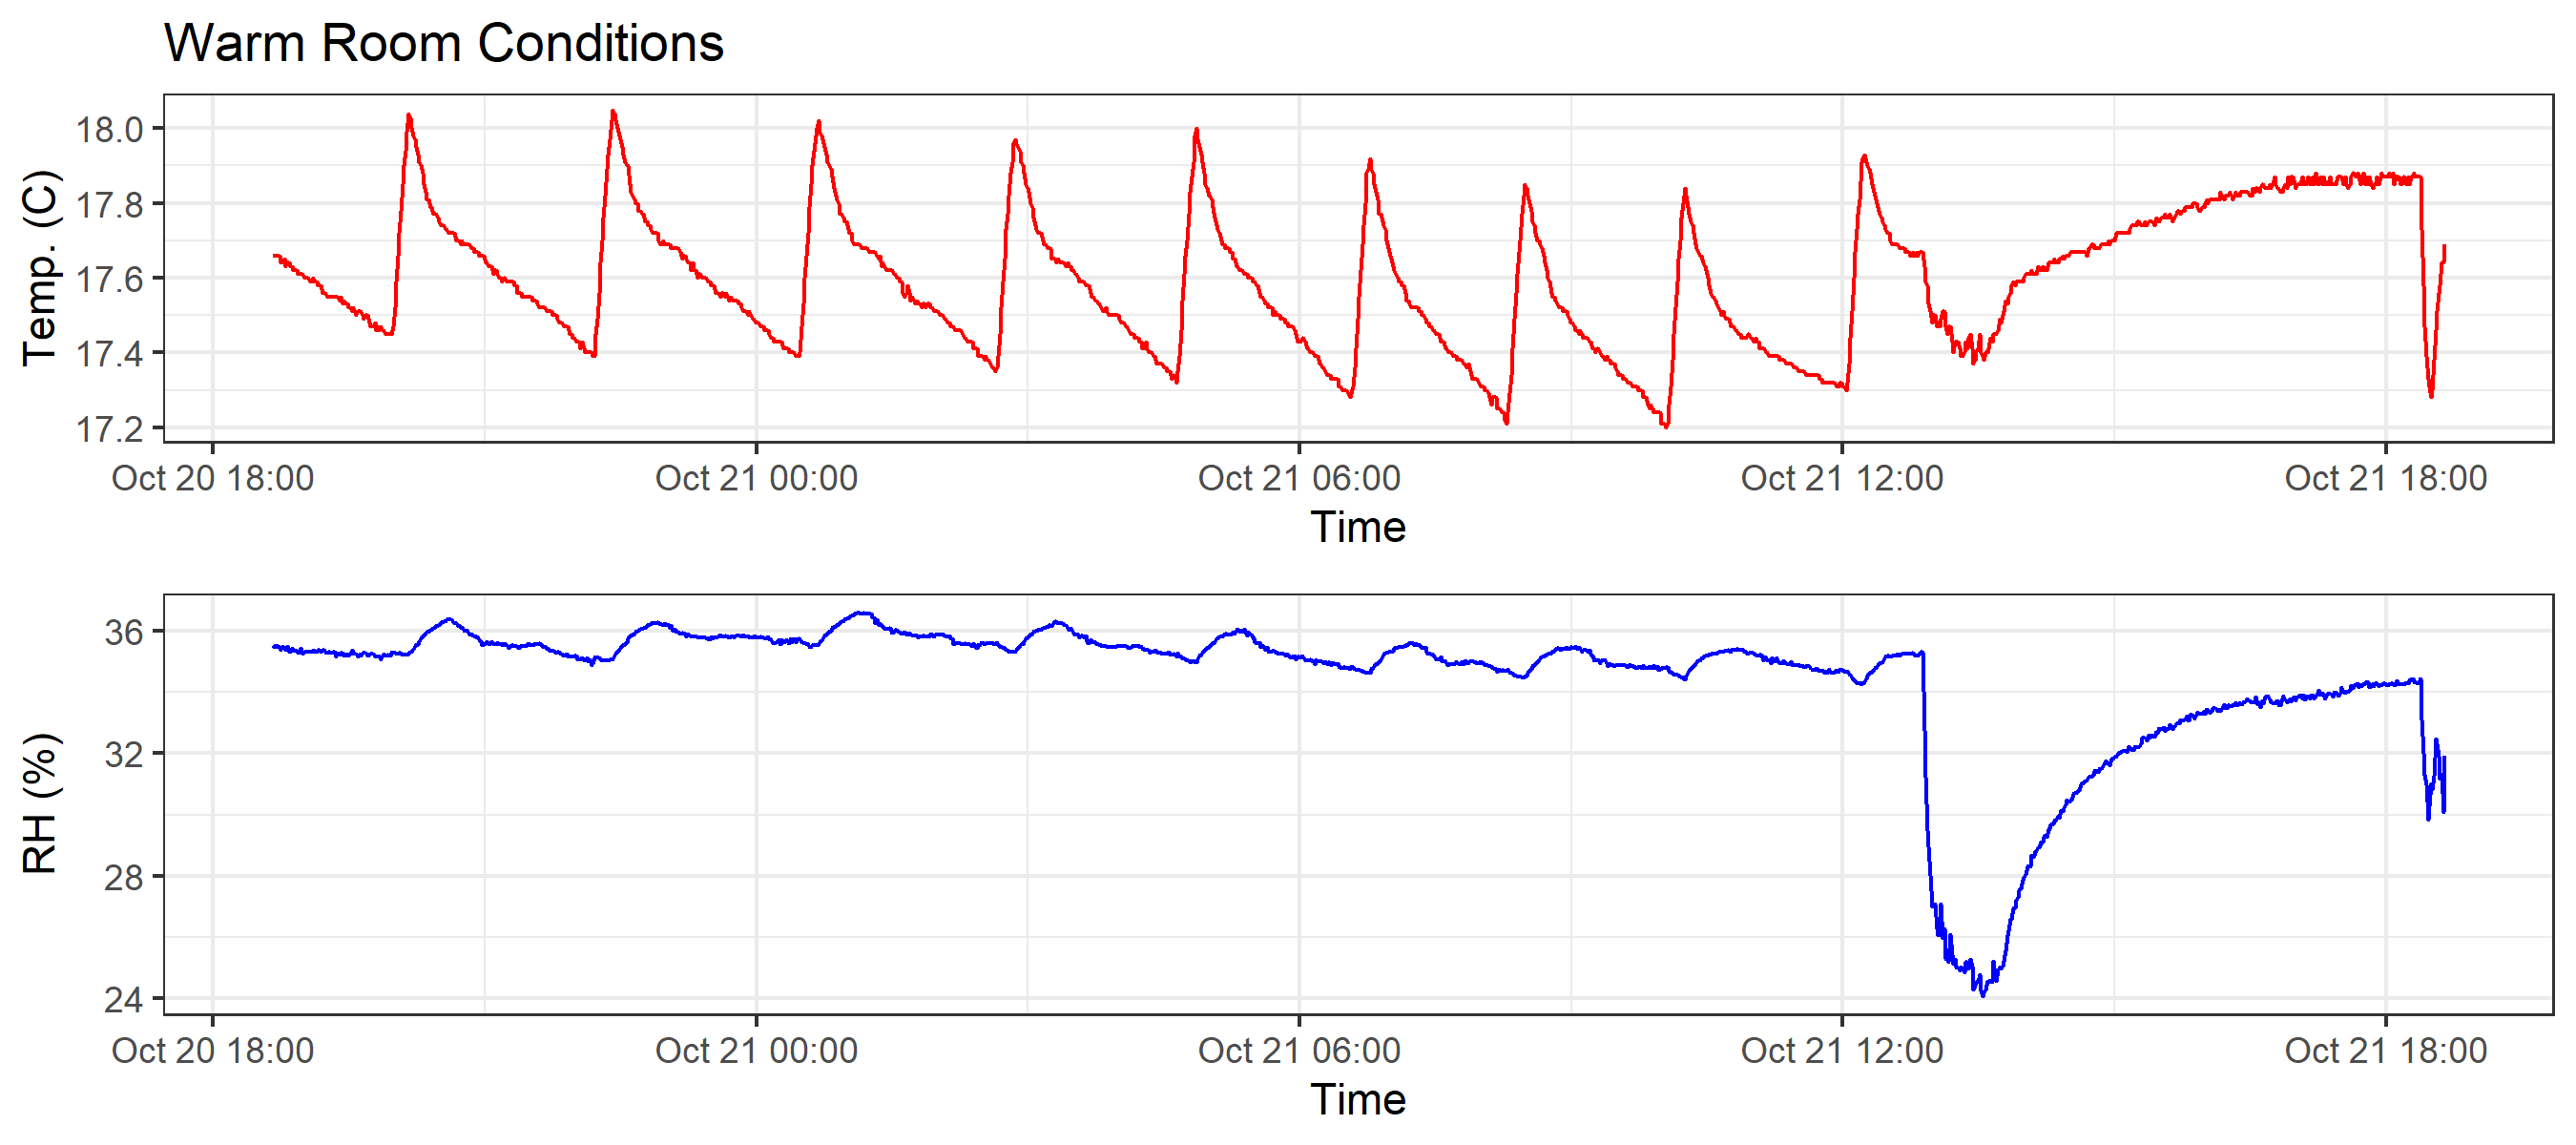 Warm Room Conditions
Temp. (C)
18.0
17.8
17.6
17.4
17.2
Oct 20 18:00 Oct 21 00:00 Oct 21 06:00 Oct 21 12:00 Oct 21 18:00
Time
RH (%)
36
32
28
24
Oct 20 18:00 Oct 21 00:00 Oct 21 06:00 Oct 21 12:00 Oct 21 18:00
Time